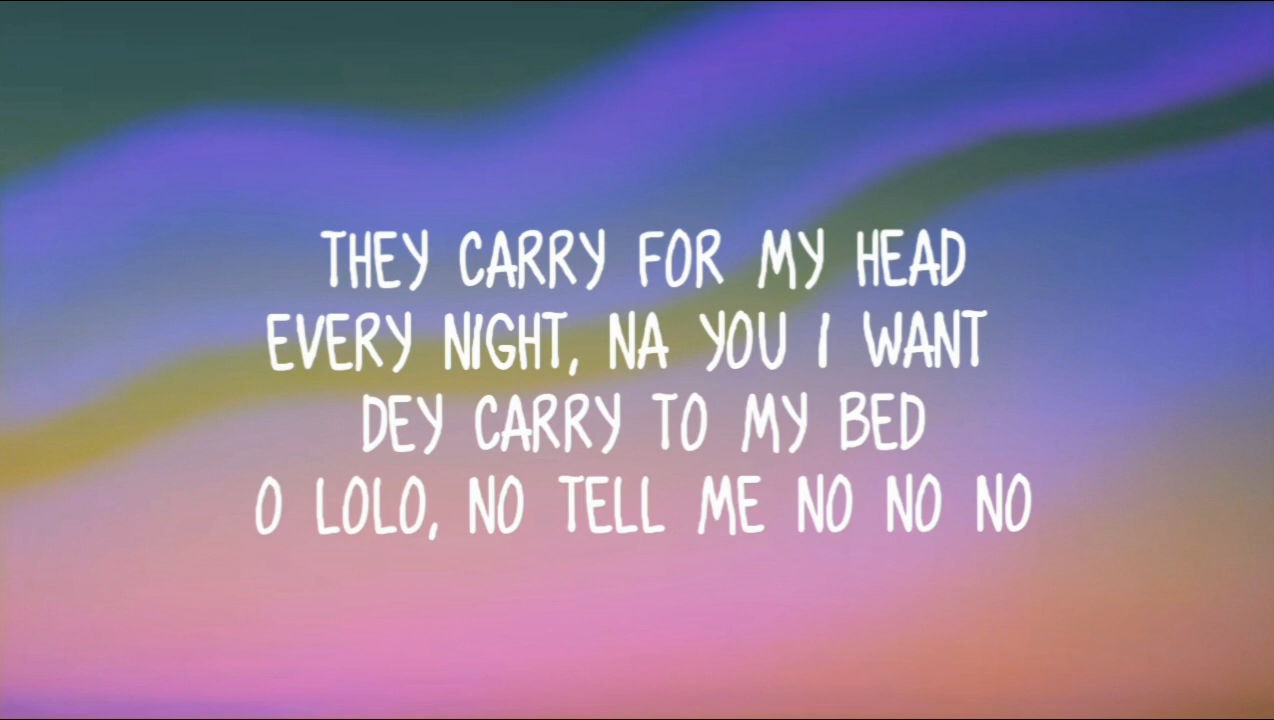 THEY CARRY FOR MY HEAD
EVERY NIGHT, NA YOU I WANT
DEY CARRY TO MY BED
O LOLO, NO TELL ME NO NO NO